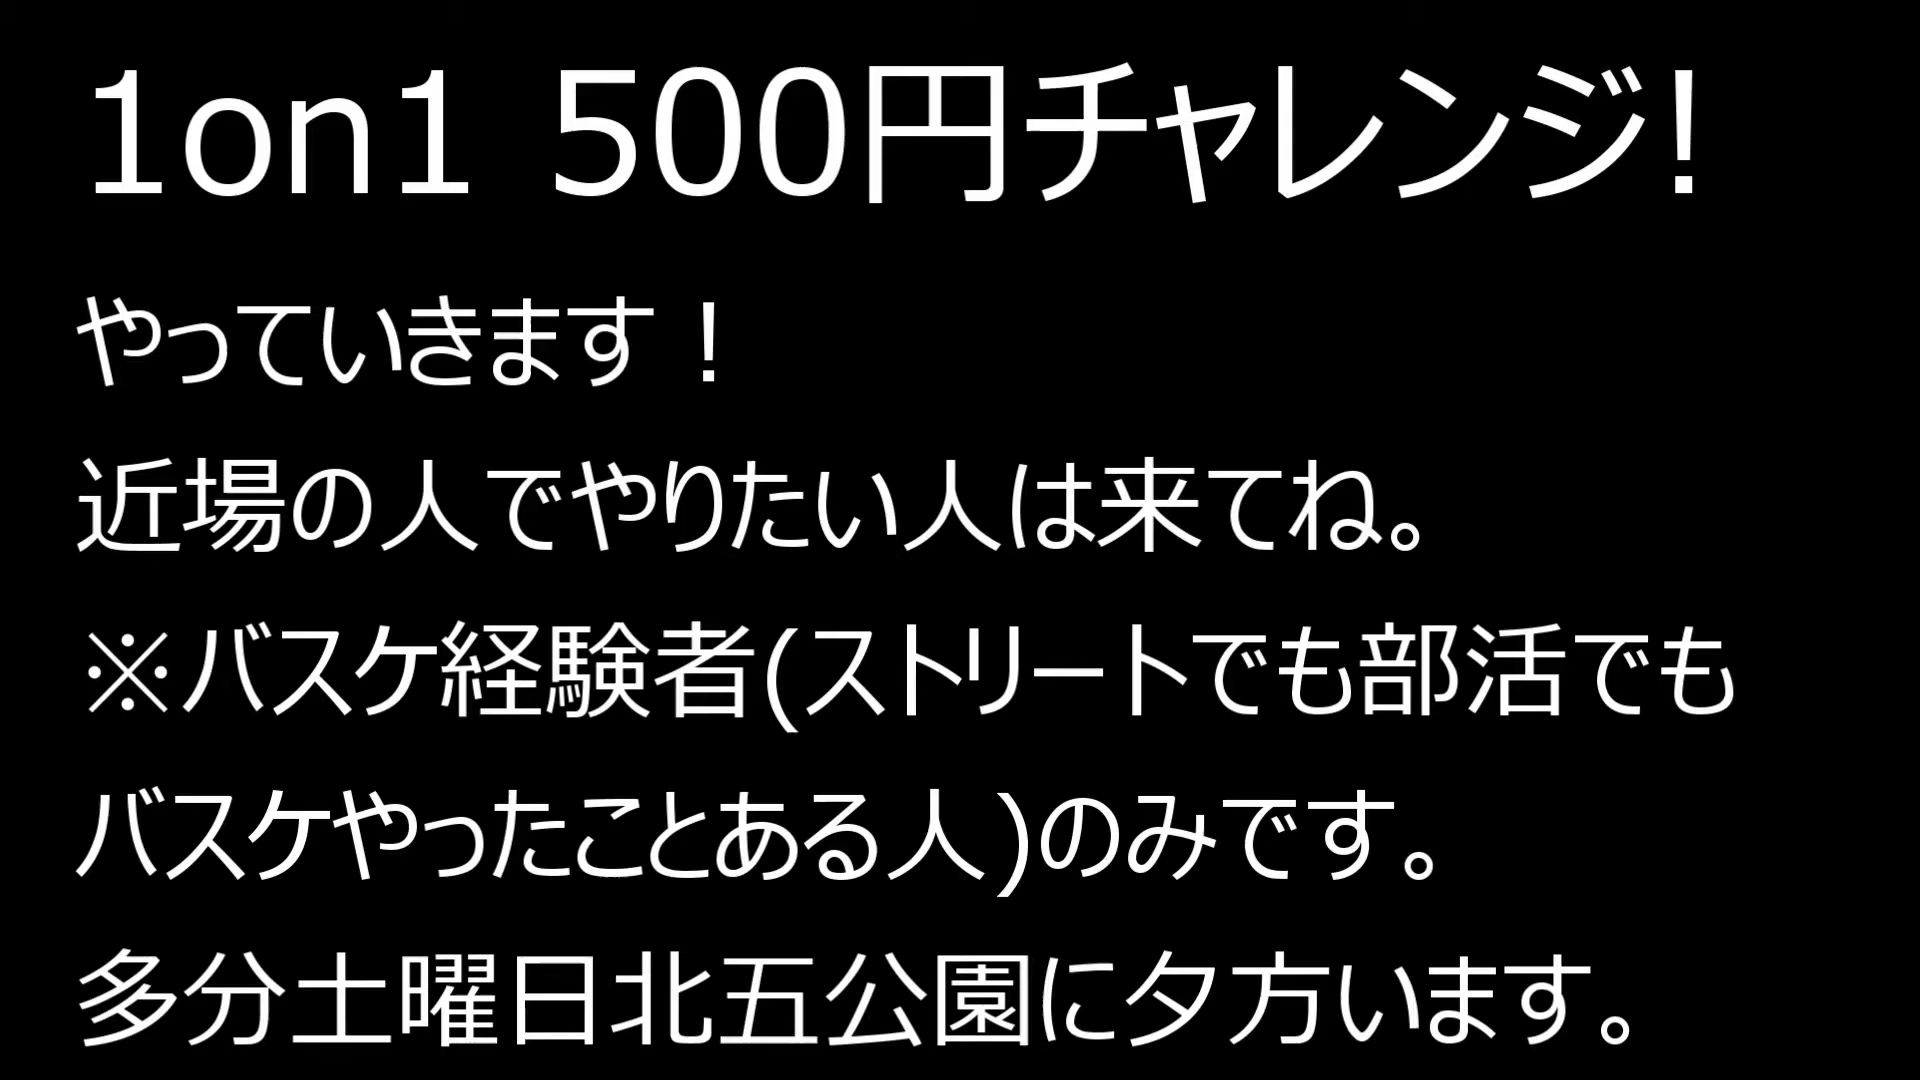 1on1 500円チャレンジ!
やっていきます！
近場の人でやりたい人は来てね。
※バスケ経験者(ストリートでも部活でも
バスケやったことある人)のみです。
多分土曜日北五公園に夕方います。